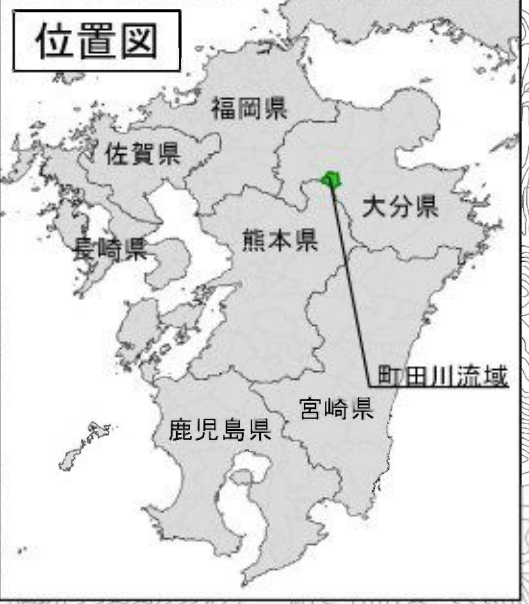 位置図
福岡県
佐賀県
長崎県
大分県
熊本県
町田川流域
宮崎県
鹿児島県